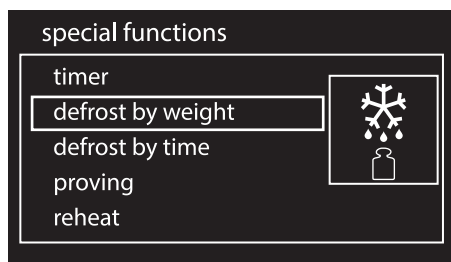 special functions
timer
defrost by weight
defrost by time
proving
reheat